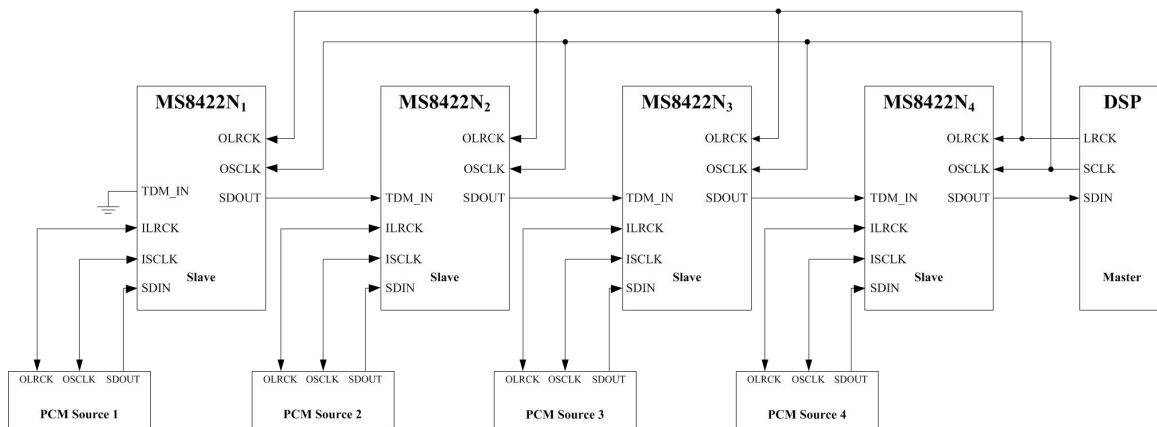 MS8422N₁
OLRCK
OSCLK
TDM_IN
SDOUT
ILRCK
ISCLK
Slave
SDIN
MS8422N₂
OLRCK
OSCLK
TDM_IN
SDOUT
ILRCK
ISCLK
Slave
SDIN
MS8422N₃
OLRCK
OSCLK
TDM_IN
SDOUT
ILRCK
ISCLK
Slave
SDIN
MS8422N₄
OLRCK
OSCLK
TDM_IN
SDOUT
ILRCK
ISCLK
Slave
SDIN
DSP
LRCK
SCLK
SDIN
Master
OLRCK OSCLK SDOUT
PCM Source 1
OLRCK OSCLK SDOUT
PCM Source 2
OLRCK OSCLK SDOUT
PCM Source 3
OLRCK OSCLK SDOUT
PCM Source 4